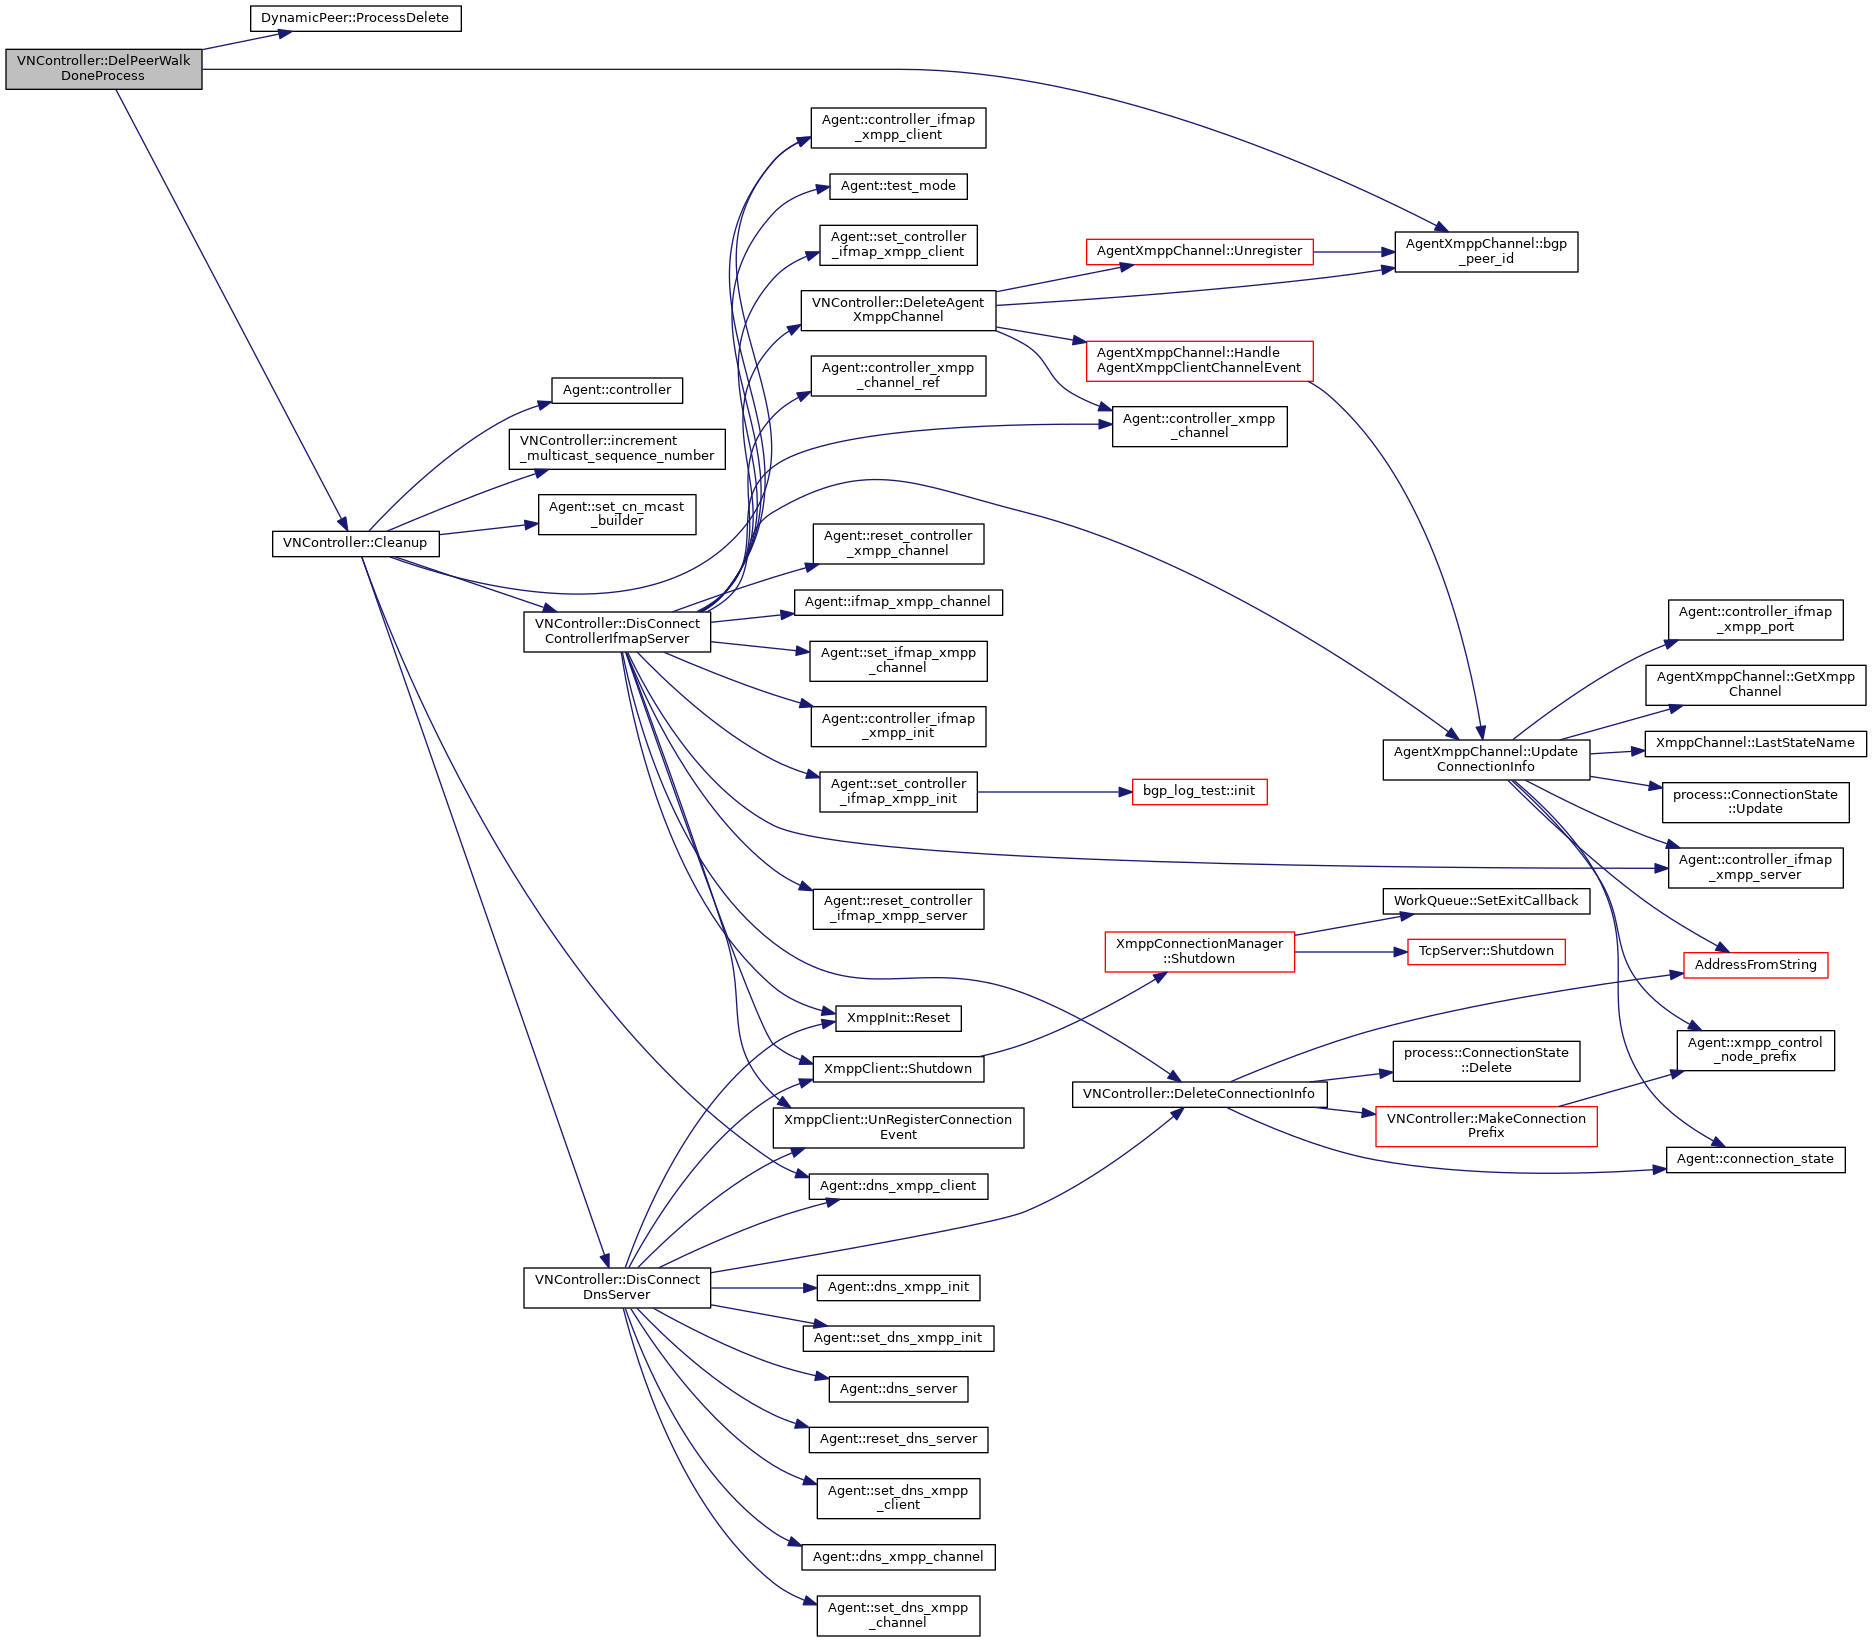 DynamicPeer::ProcessDelete
VNController::DelPeerWalk
DoneProcess
Agent::controller_ifmap
_xmpp_client
Agent::test_mode
Agent::set_controller
_ifmap_xmpp_client
AgentXmppChannel::Unregister
AgentXmppChannel::bgp
_peer_id
VNController::DeleteAgent
XmppChannel
AgentXmppChannel::Handle
AgentXmppClientChannelEvent
Agent::controller_xmpp
_channel_ref
Agent::controller
Agent::controller_xmpp
_channel
VNController::increment
_multicast_sequence_number
Agent::set_cn_mcast
_builder
VNController::Cleanup
Agent::reset_controller
_xmpp_channel
Agent::ifmap_xmpp_channel
VNController::DisConnect
ControllerIfmapServer
Agent::set_ifmap_xmpp
_channel
Agent::controller_ifmap
_xmpp_init
Agent::set_controller
_ifmap_xmpp_init
bgp_log_test::init
Agent::controller_ifmap
_xmpp_port
AgentXmppChannel::GetXmpp
Channel
XmppChannel::LastStateName
AgentXmppChannel::Update
ConnectionInfo
process::ConnectionState
::Update
Agent::controller_ifmap
_xmpp_server
Agent::reset_controller
_ifmap_xmpp_server
WorkQueue::SetExitCallback
XmppConnectionManager
::Shutdown
TcpServer::Shutdown
AddressFromString
XmppInit::Reset
Agent::xmpp_control
_node_prefix
XmppClient::Shutdown
process::ConnectionState
::Delete
VNController::DeleteConnectionInfo
VNController::MakeConnection
Prefix
XmppClient::UnRegisterConnection
Event
Agent::connection_state
Agent::dns_xmpp_client
VNController::DisConnect
DnsServer
Agent::dns_xmpp_init
Agent::set_dns_xmpp_init
Agent::dns_server
Agent::reset_dns_server
Agent::set_dns_xmpp
_client
Agent::dns_xmpp_channel
Agent::set_dns_xmpp
_channel